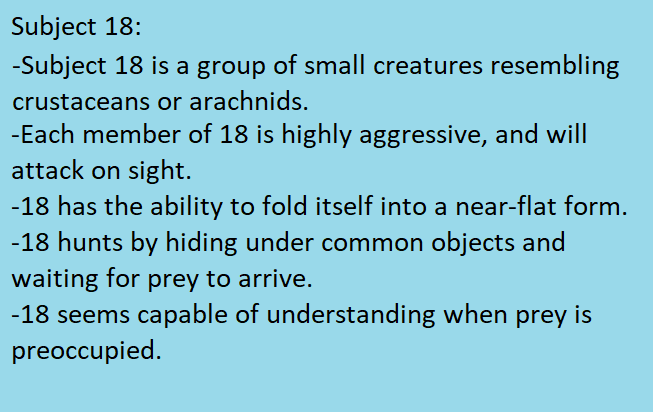 Subject 18:
-Subject 18 is a group of small creatures resembling
crustaceans or arachnids.
-Each member of 18 is highly aggressive, and will
attack on sight.
-18 has the ability to fold itself into a near-flat form.
-18 hunts by hiding under common objects and
waiting for prey to arrive.
-18 seems capable of understanding when prey is
preoccupied.